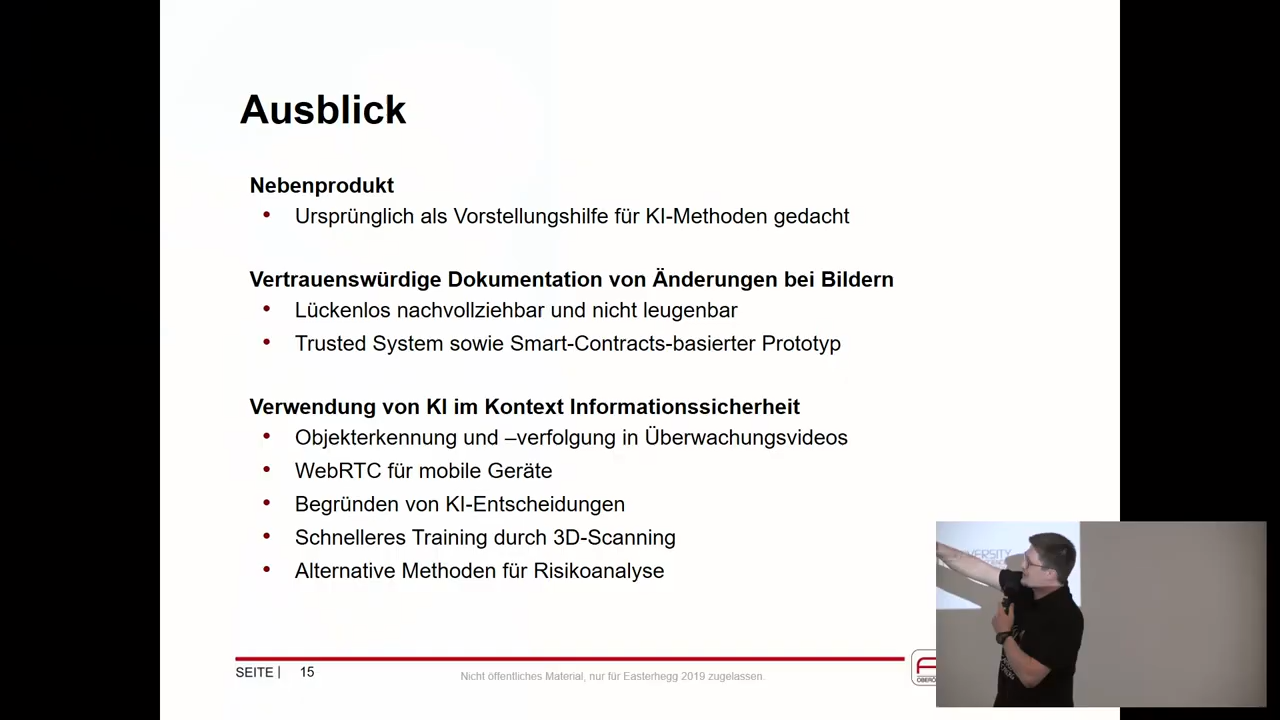 Ausblick
Nebenprodukt
• Ursprünglich als Vorstellungshilfe für KI-Methoden gedacht
Vertrauenswürdige Dokumentation von Änderungen bei Bildern
• Lückenlos nachvollziehbar und nicht leugenbar
• Trusted System sowie Smart-Contracts-basierter Prototyp
Verwendung von KI im Kontext Informationssicherheit
• Objekterkennung und –verfolgung in Überwachungsvideos
• WebRTC für mobile Geräte
• Begründen von KI-Entscheidungen
• Schnelleres Training durch 3D-Scanning
• Alternative Methoden für Risikoanalyse
SEITE | 15
Nicht öffentliches Material, nur für Easterhegg 2019 zugelassen.